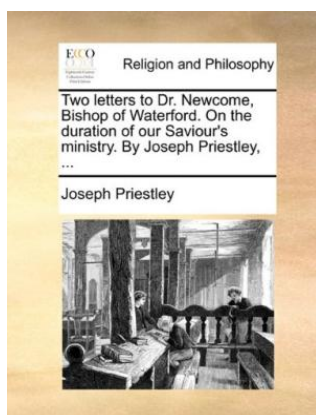 ECCO
Religion and Philosophy
Two letters to Dr. Newcome,
Bishop of Waterford. On the
duration of our Saviour's
ministry. By Joseph Priestley,
...
Joseph Priestley